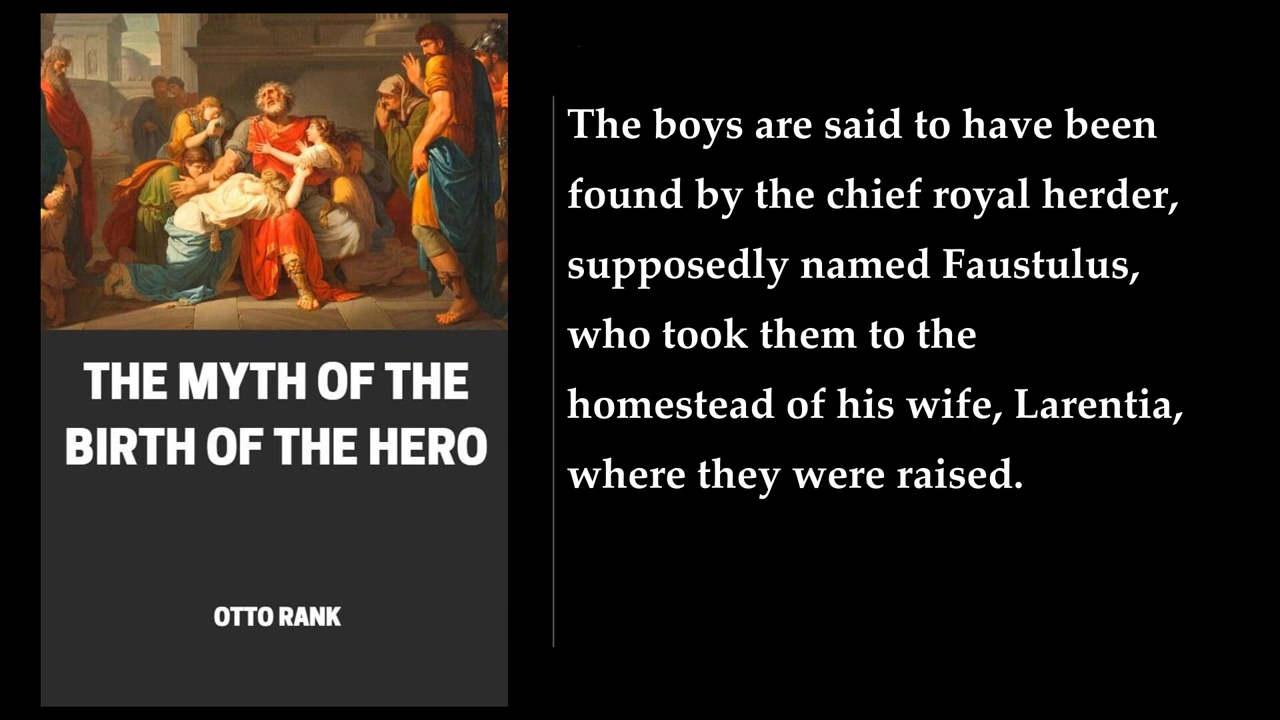 THE MYTH OF THE
BIRTH OF THE HERO
OTTO RANK
The boys are said to have been
found by the chief royal herder,
supposedly named Faustulus,
who took them to the
homestead of his wife, Larentia,
where they were raised.